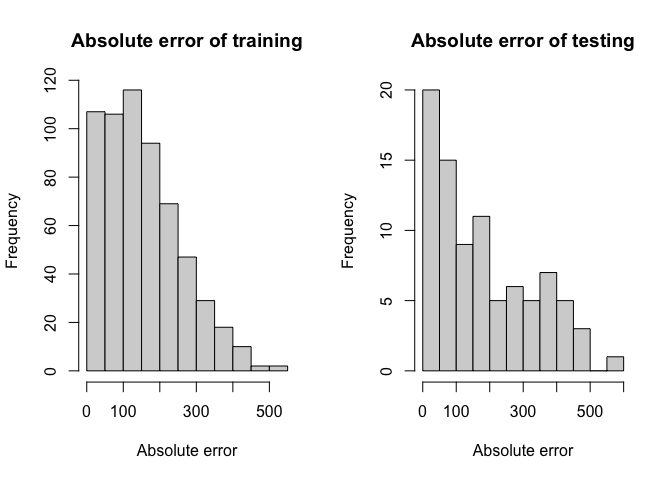 Absolute error of training
Frequency
120
100
80
60
40
20
0
0 100 300 500
Absolute error
Absolute error of testing
Frequency
20
15
10
5
0
0 100 300 500
Absolute error